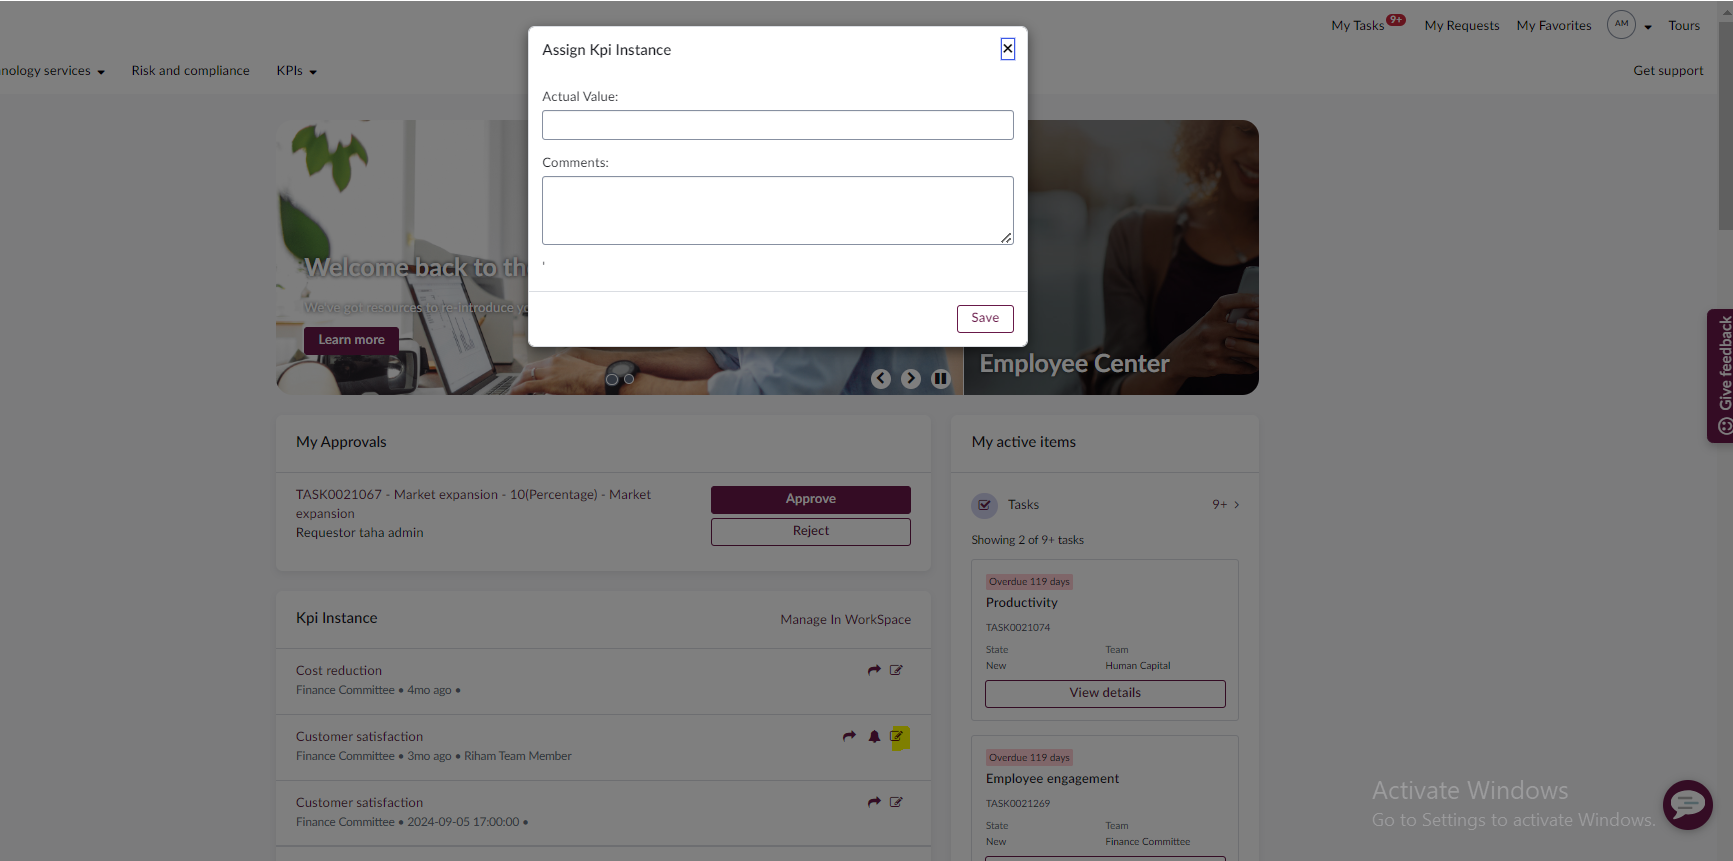 My Tasks 9+ My Requests My Favorites AM Tours
nology services Risk and compliance KPIs Get support
Assign Kpi Instance
Actual Value:
Comments:
,
Save
Welcome back to th
We've got resources to re-introduce yo
Learn more
Employee Center
Give feedback
My Approvals
TASK0021067 - Market expansion - 10(Percentage) - Market
expansion
Requestor taha admin
Approve
Reject
Kpi Instance Manage In WorkSpace
Cost reduction
Finance Committee • 4mo ago •
Customer satisfaction
Finance Committee • 3mo ago • Riham Team Member
Customer satisfaction
Finance Committee • 2024-09-05 17:00:00 •
My active items
Tasks 9+
Showing 2 of 9+ tasks
Overdue 119 days
Productivity
TASK0021074
State Team
New Human Capital
View details
Overdue 119 days
Employee engagement
TASK0021269
State Team
New Finance Committee
Activate Windows
Go to Settings to activate Windows.